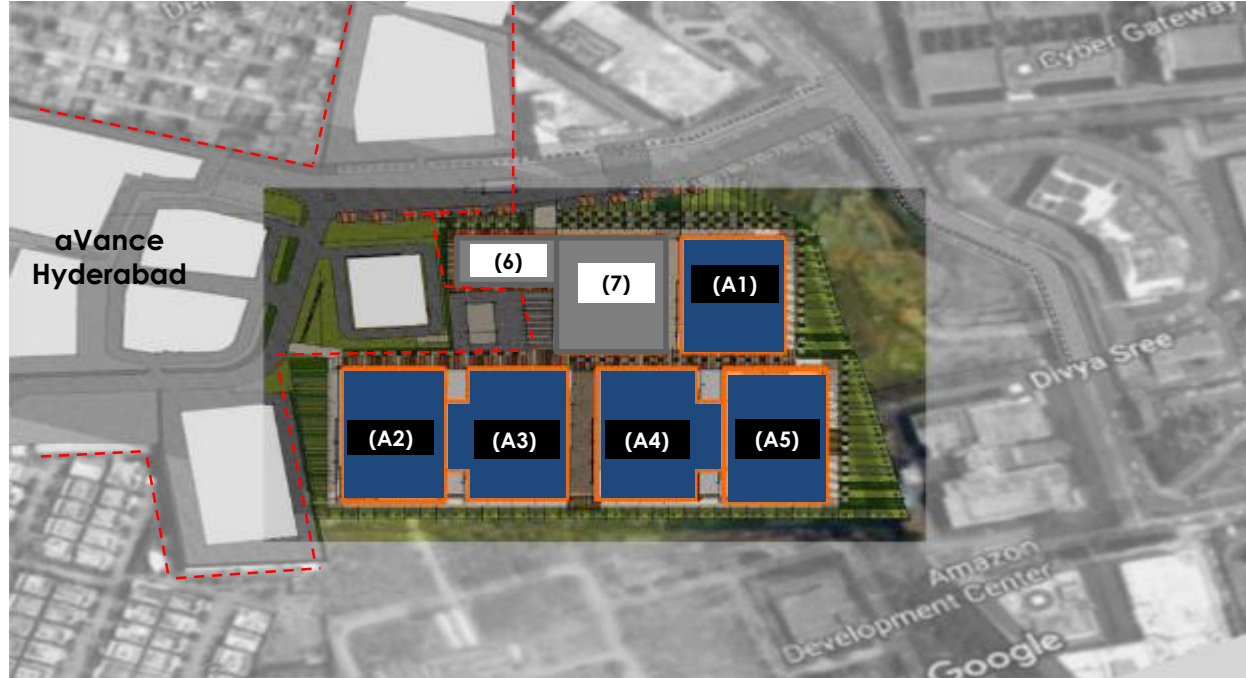 Cyber Gateway
aVance
Hyderabad
(6)
(7)
(A1)
Divya Sree
(A2)
(A3)
(A4)
(A5)
Amazon
Development Center
Google